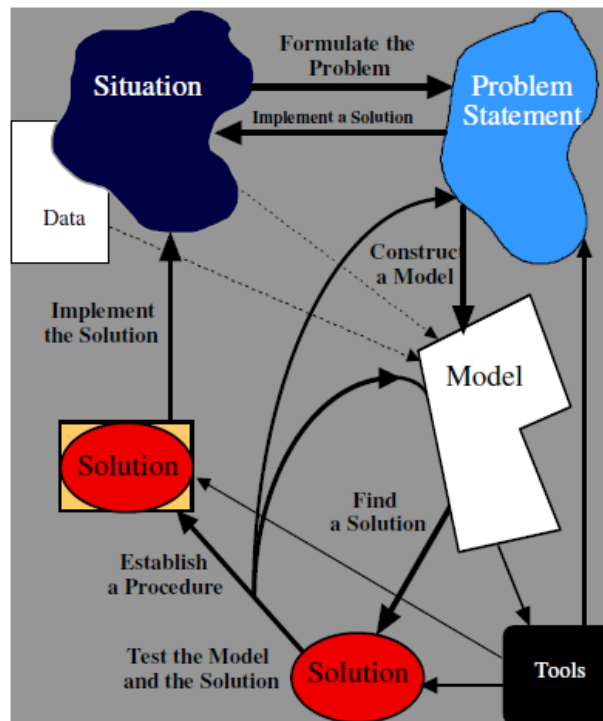 Formulate the
Problem
Situation
Problem
Statement
Implement a Solution
Data
Construct
a Model
Implement
the Solution
Model
Solution
Find
a Solution
Establish
a Procedure
Test the Model
and the Solution
Solution
Tools